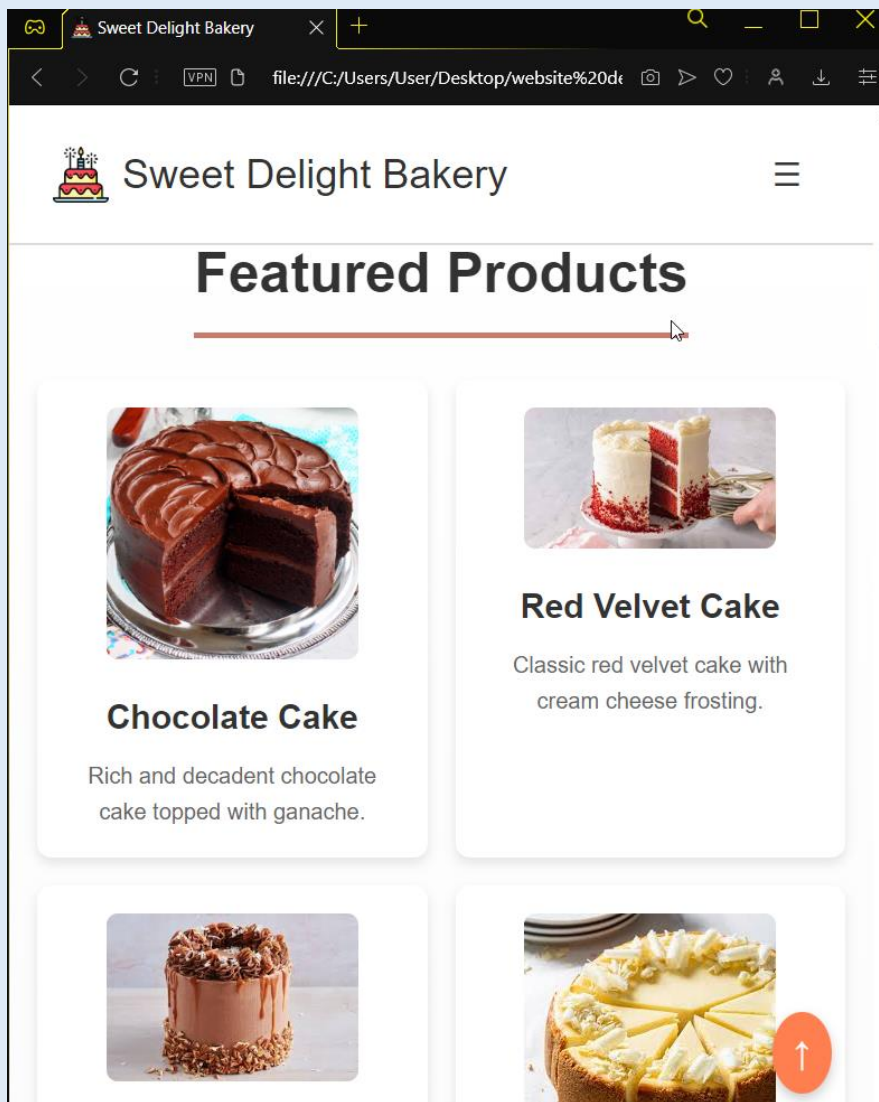 Sweet Delight Bakery
VPN
file:///C:/Users/User/Desktop/website%20de
Sweet Delight Bakery
Featured Products
Chocolate Cake
Rich and decadent chocolate
cake topped with ganache.
Red Velvet Cake
Classic red velvet cake with
cream cheese frosting.